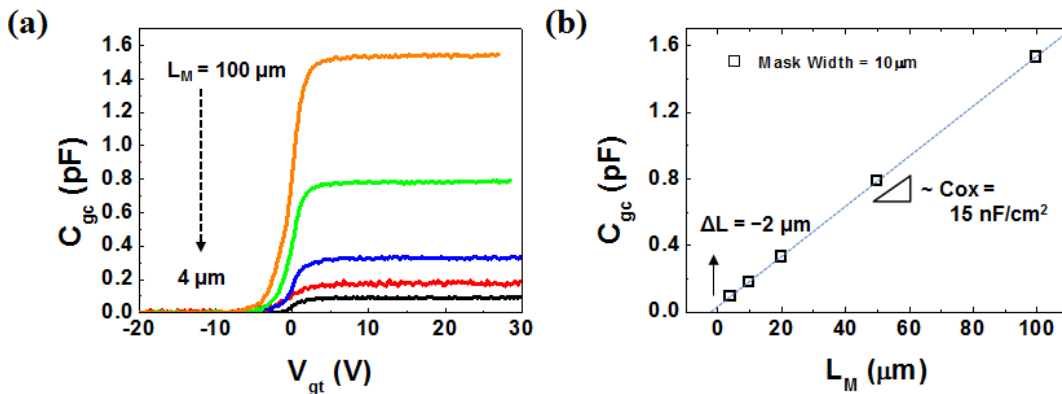 (a)
1.6
1.4
1.2
1.0
0.8
0.6
0.4
0.2
0.0
C_gc (pF)
L_M = 100 μm
4 μm
-20 -10 0 10 20 30
V_gt (V)
(b)
1.6
1.2
0.8
0.4
0.0
C_gc (pF)
Mask Width = 10μm
~ Cox =
15 nF/cm²
ΔL = −2 μm
0 20 40 60 80 100
L_M (μm)